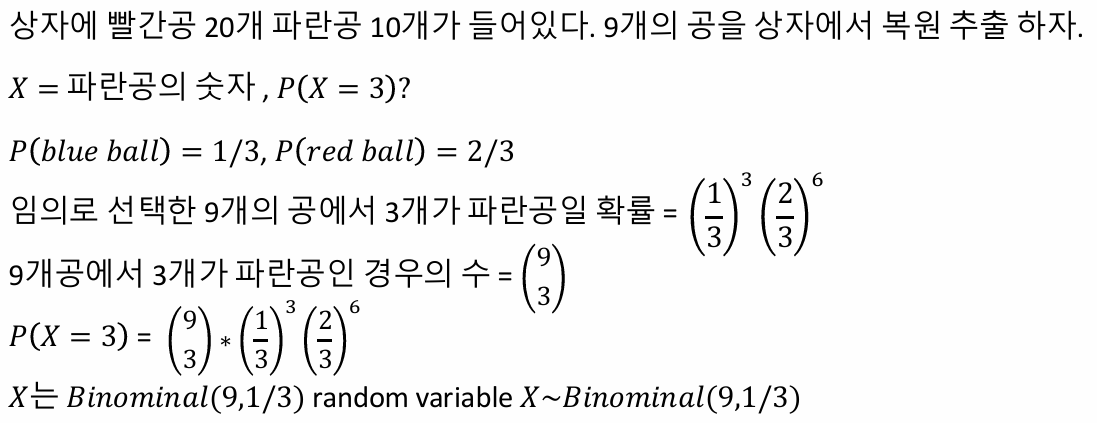 상자에 빨간공 20개 파란공 10개가 들어있다. 9개의 공을 상자에서 복원 추출 하자.
X = 파란공의 숫자 , P(X = 3)?
P(blue ball) = 1/3, P(red ball) = 2/3
임의로 선택한 9개의 공에서 3개가 파란공일 확률 = (1/3)^3 (2/3)^6
9개공에서 3개가 파란공인 경우의 수 = (9 3)
P(X = 3) = (9 3) * (1/3)^3 (2/3)^6
X는 Binominal(9,1/3) random variable X~Binominal(9,1/3)